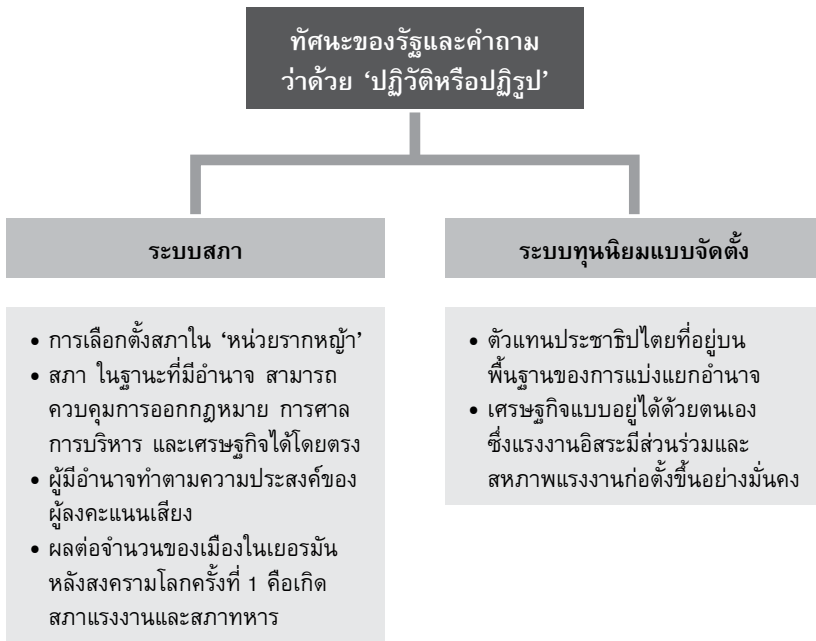 ทัศนะของรัฐและคำถาม
ว่าด้วย ‘ปฏิวัติหรือปฏิรูป’
ระบบสภา
• การเลือกตั้งสภาใน ‘หน่วยรากหญ้า’
• สภา ในฐานะที่มีอำนาจ สามารถ
ควบคุมการออกกฎหมาย การศาล
การบริหาร และเศรษฐกิจได้โดยตรง
• ผู้มีอำนาจทำตามความประสงค์ของ
ผู้ลงคะแนนเสียง
• ผลต่อจำนวนของเมืองในเยอรมัน
หลังสงครามโลกครั้งที่ 1 คือเกิด
สภาแรงงานและสภาทหาร
ระบบทุนนิยมแบบจัดตั้ง
• ตัวแทนประชาธิปไตยที่อยู่บน
พื้นฐานของการแบ่งแยกอำนาจ
• เศรษฐกิจแบบอยู่ได้ด้วยตนเอง
ซึ่งแรงงานอิสระมีส่วนร่วมและ
สหภาพแรงงานก่อตั้งขึ้นอย่างมั่นคง